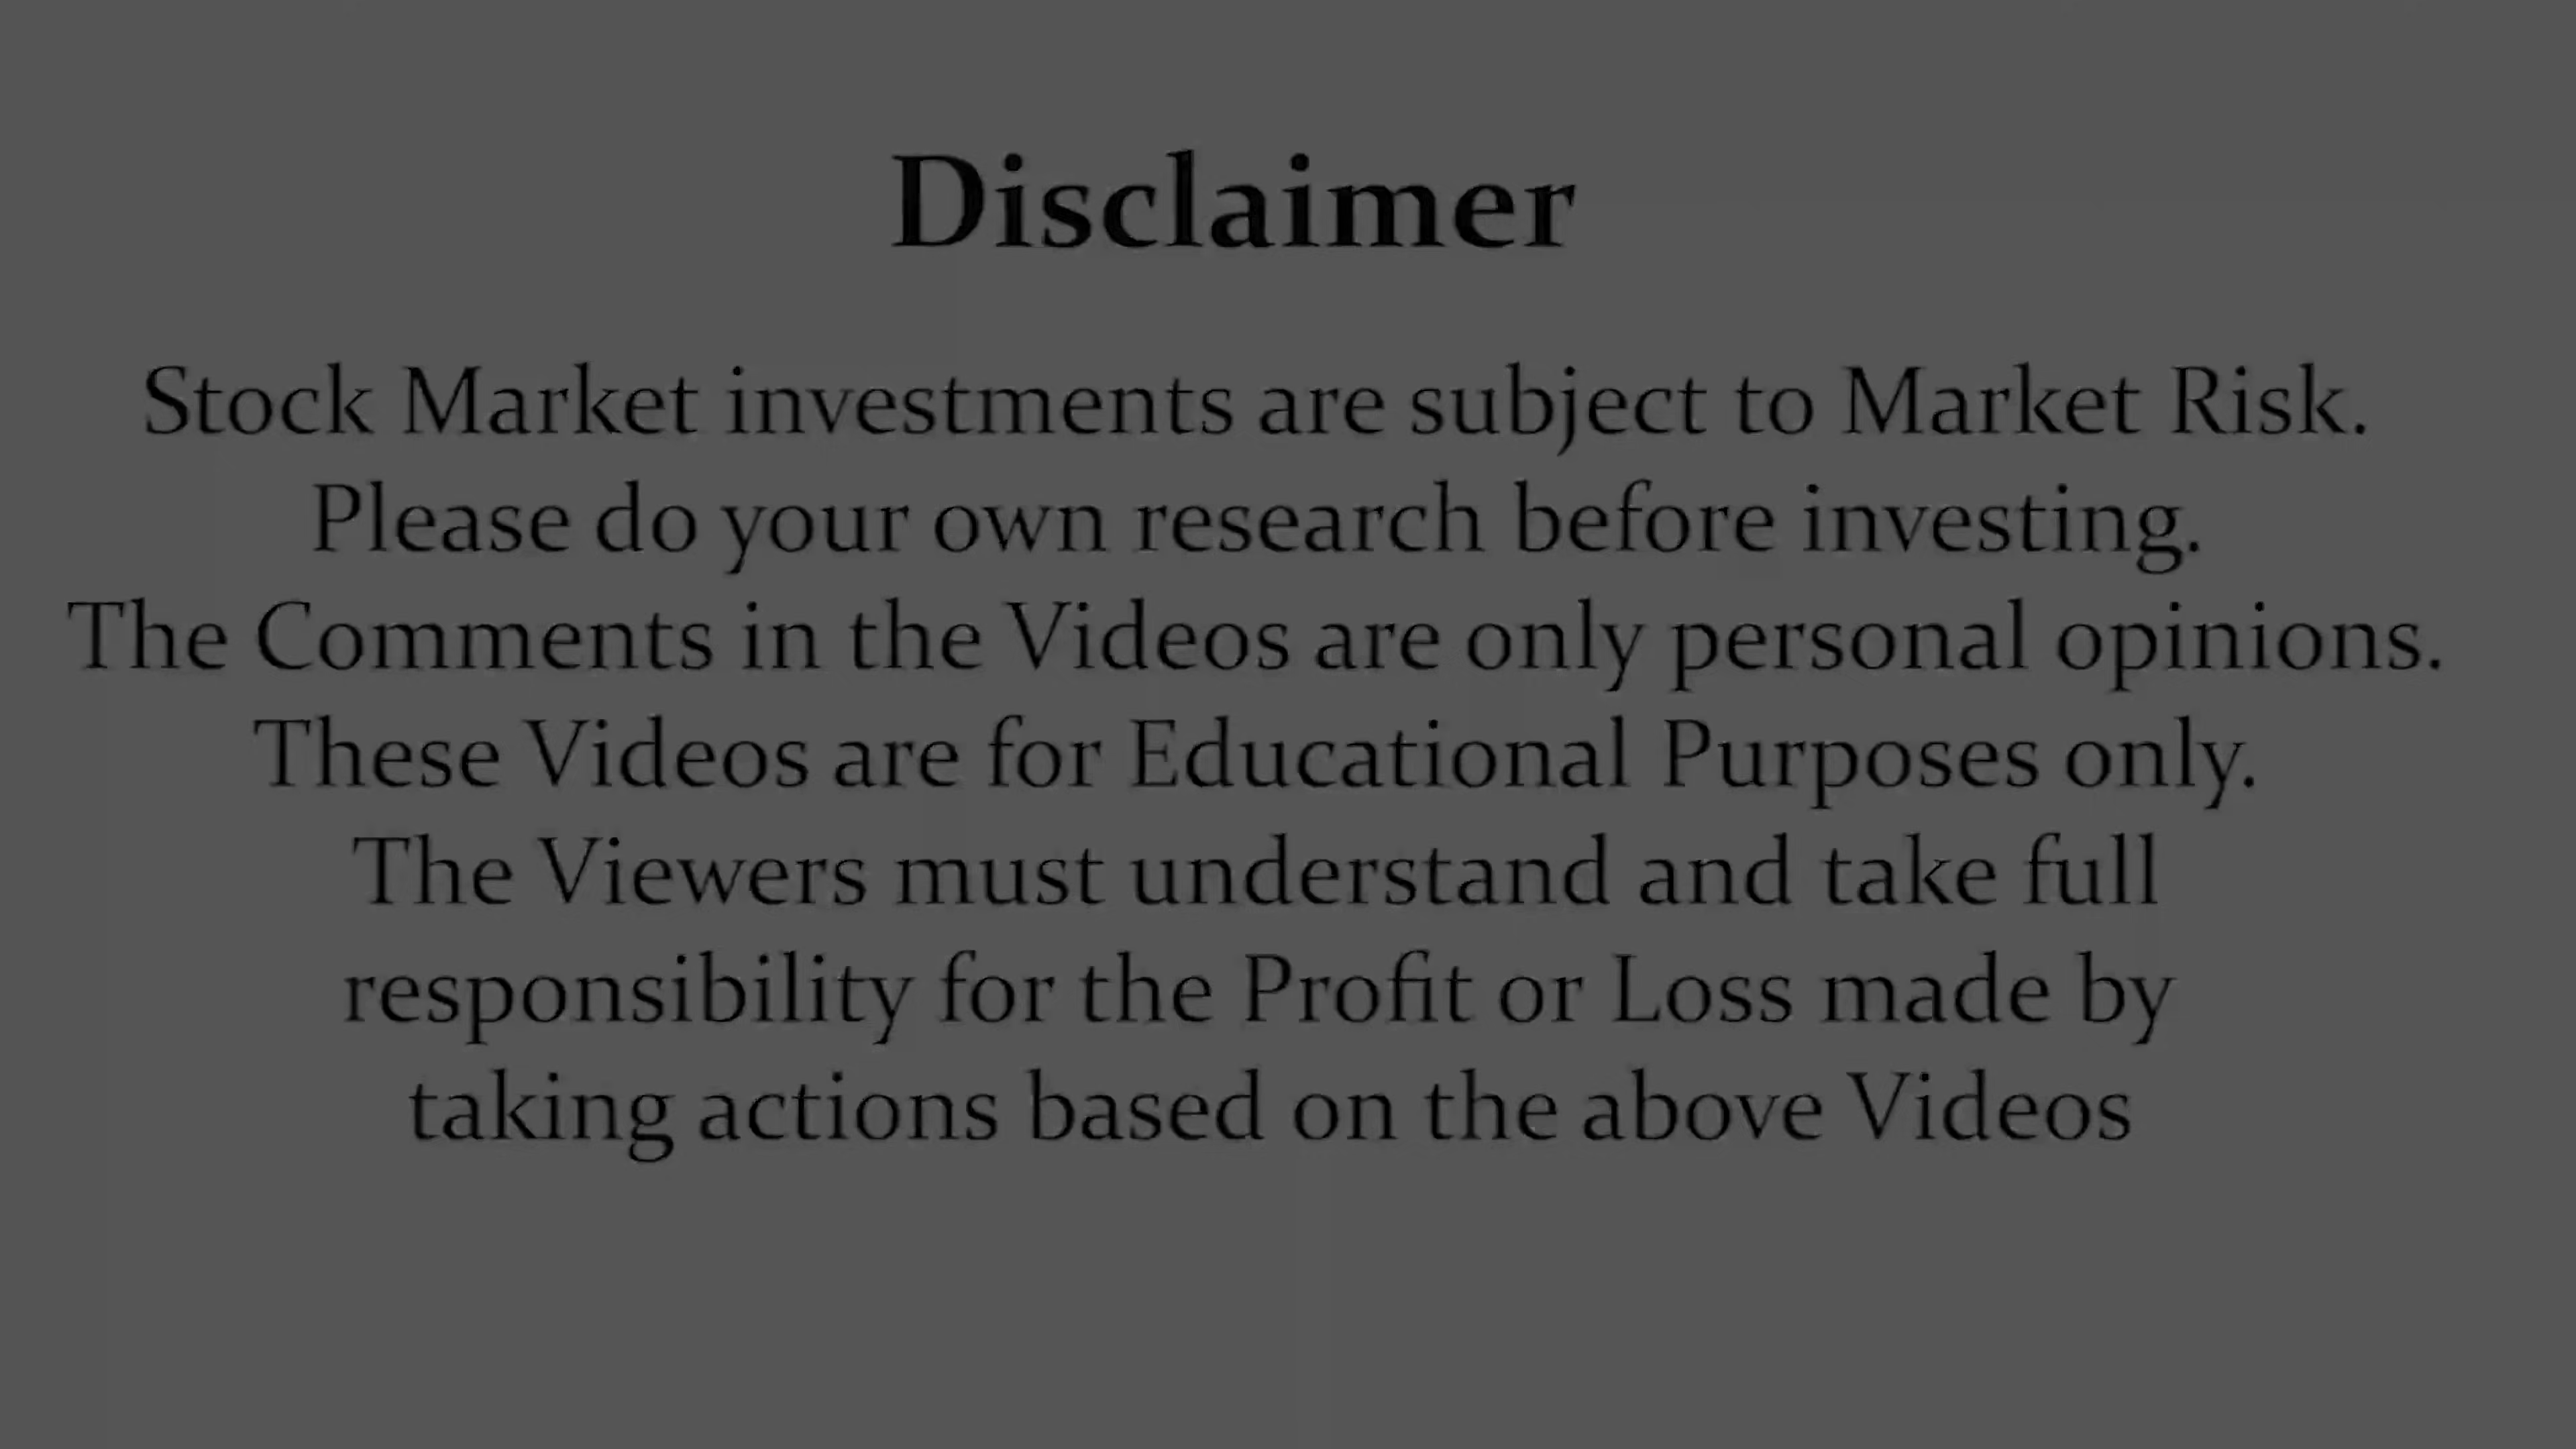 Disclaimer
Stock Market investments are subject to Market Risk.
Please do your own research before investing.
The Comments in the Videos are only personal opinions.
These Videos are for Educational Purposes only.
The Viewers must understand and take full
responsibility for the Profit or Loss made by
taking actions based on the above Videos